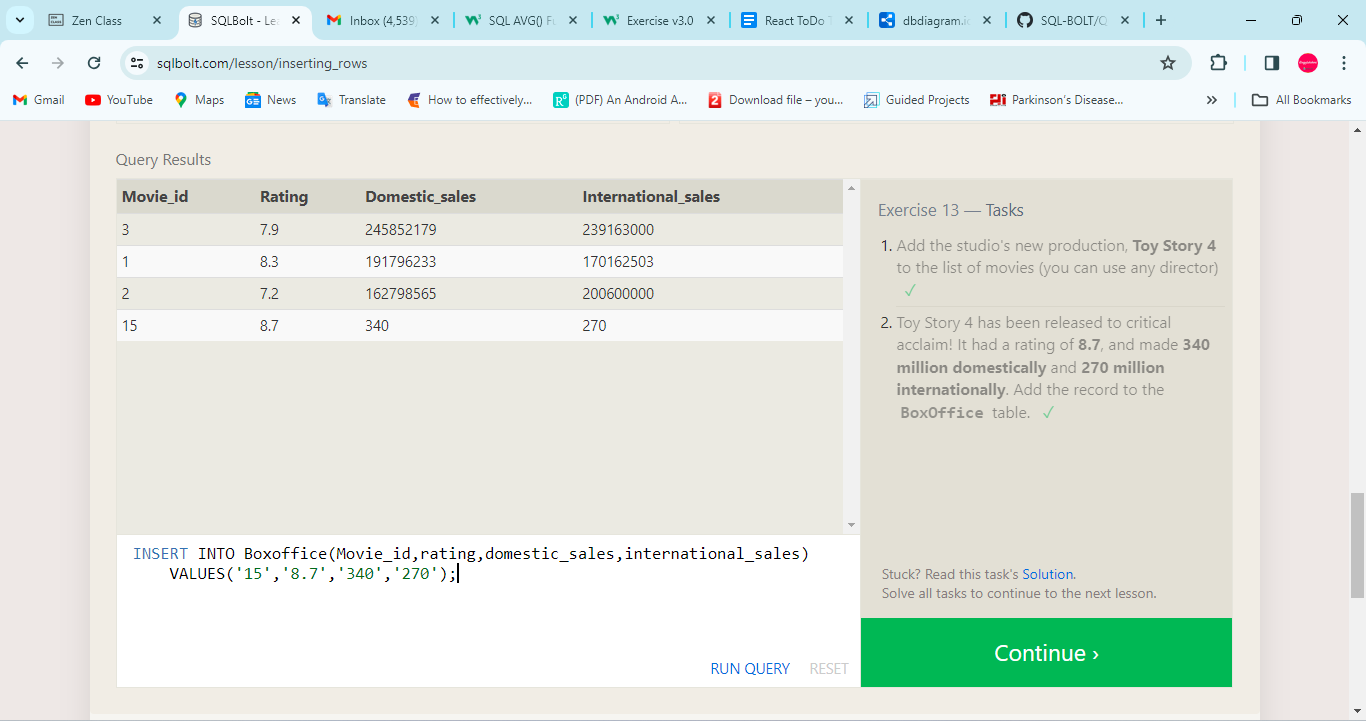 Zen Class
SQLBolt - Le
Inbox (4,539)
SQL AVG() Fu
Exercise v3.0
React ToDo T
dbdiagram.io
SQL-BOLT/Q
sqlbolt.com/lesson/inserting_rows
Gmail
YouTube
Maps
News
Translate
How to effectively...
(PDF) An Android A...
Download file – you...
Guided Projects
Parkinson's Disease...
All Bookmarks
Query Results
Movie_id Rating Domestic_sales International_sales
3 7.9 245852179 239163000
1 8.3 191796233 170162503
2 7.2 162798565 200600000
15 8.7 340 270
INSERT INTO Boxoffice(Movie_id,rating,domestic_sales,international_sales)
VALUES('15','8.7','340','270');
RUN QUERY RESET
Exercise 13 — Tasks
1. Add the studio's new production, Toy Story 4
to the list of movies (you can use any director)
✓
2. Toy Story 4 has been released to critical
acclaim! It had a rating of 8.7, and made 340
million domestically and 270 million
internationally. Add the record to the
BoxOffice table. ✓
Stuck? Read this task's Solution.
Solve all tasks to continue to the next lesson.
Continue ›